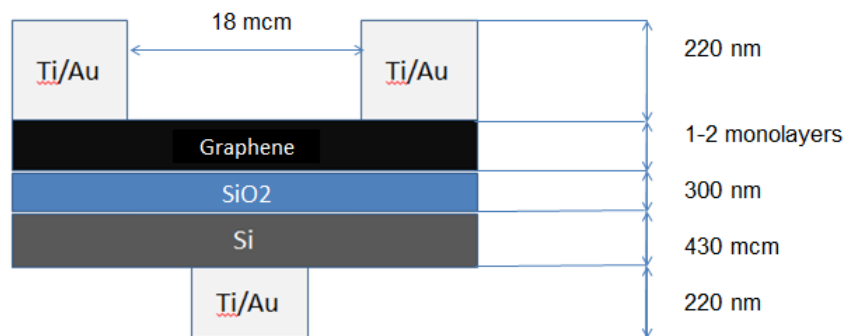 18 mcm
220 nm
Ti/Au
Ti/Au
1-2 monolayers
Graphene
300 nm
SiO2
430 mcm
Si
220 nm
Ti/Au